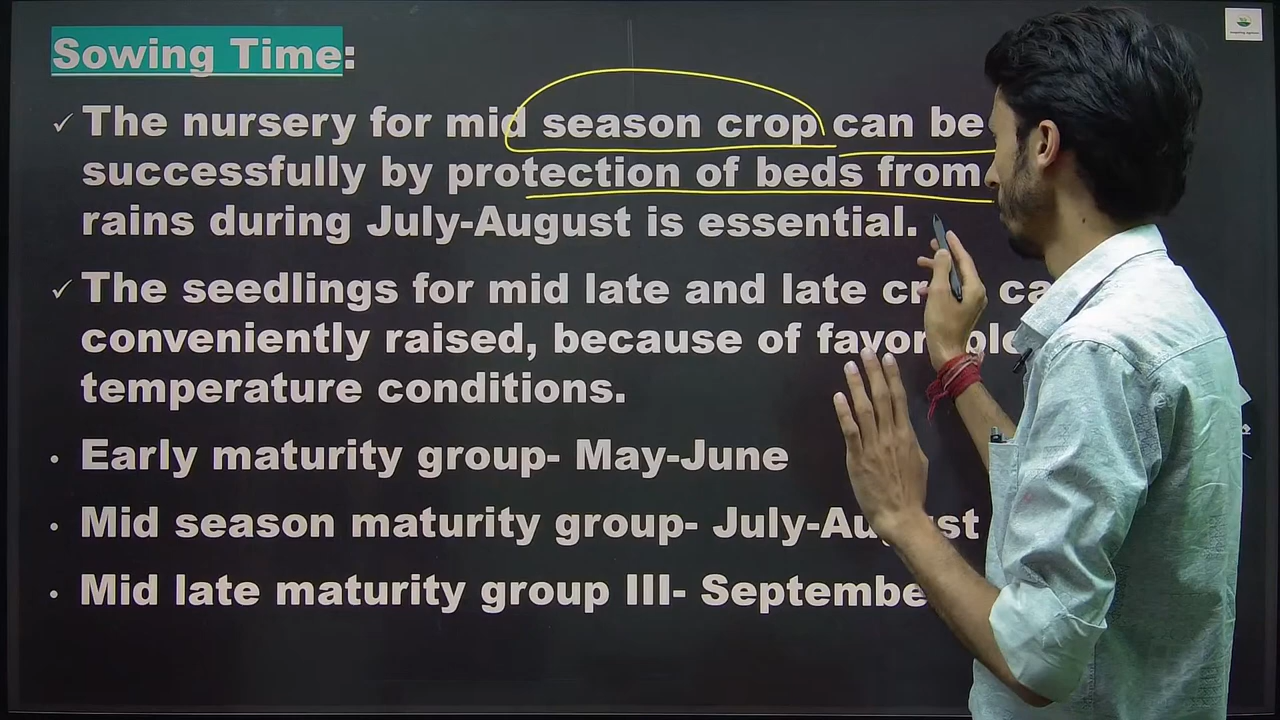 Sowing Time:
✓ The nursery for mid season crop can be
successfully by protection of beds from
rains during July-August is essential.
✓ The seedlings for mid late and late
conveniently raised, because of
temperature conditions.
• Early maturity group- May-June
• Mid season maturity group- July-August
• Mid late maturity group III-